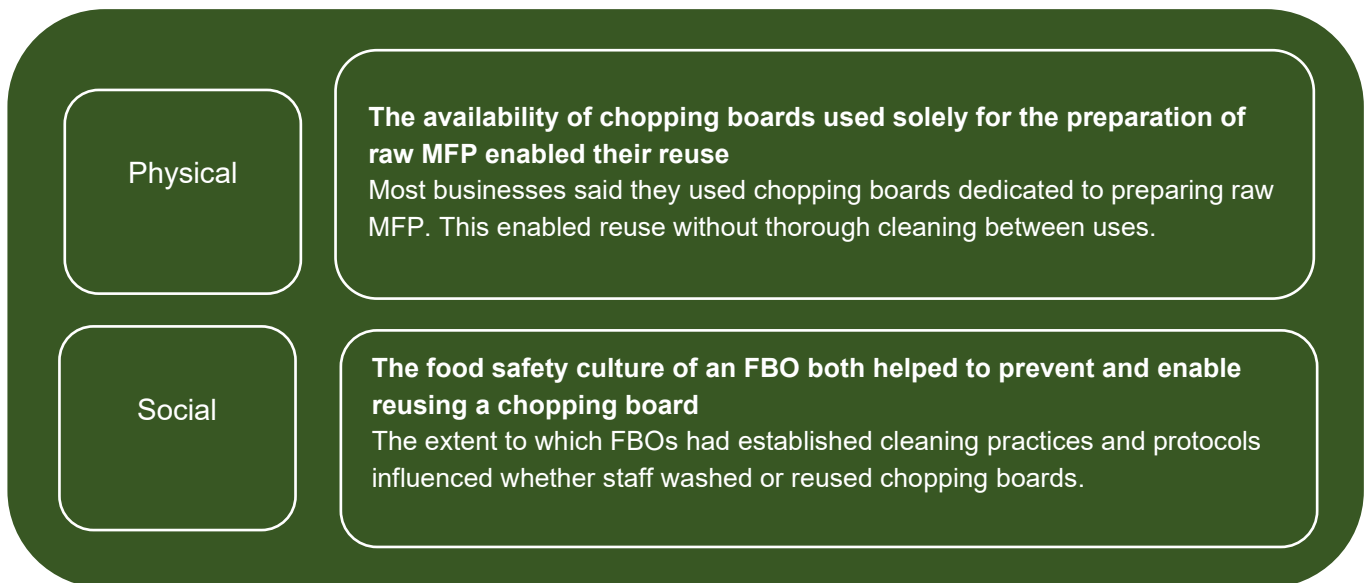 Physical
The availability of chopping boards used solely for the preparation of
raw MFP enabled their reuse
Most businesses said they used chopping boards dedicated to preparing raw
MFP. This enabled reuse without thorough cleaning between uses.
Social
The food safety culture of an FBO both helped to prevent and enable
reusing a chopping board
The extent to which FBOs had established cleaning practices and protocols
influenced whether staff washed or reused chopping boards.